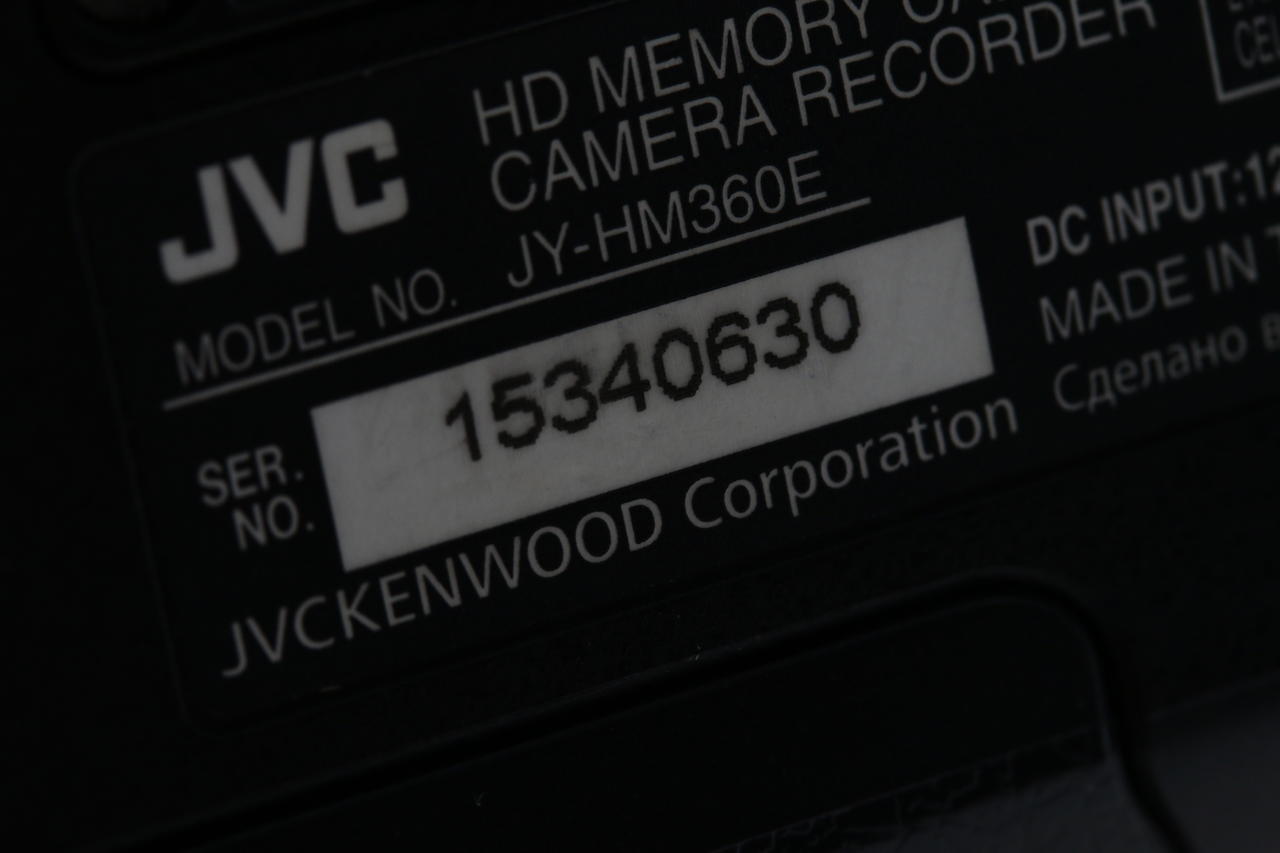 JVC
HD MEMORY
CAMERA RECORDER
MODEL NO. JY-HM360E
SER. NO. 15340630
JVCKENWOOD Corporation
DC INPUT:12
MADE IN
Сделано в